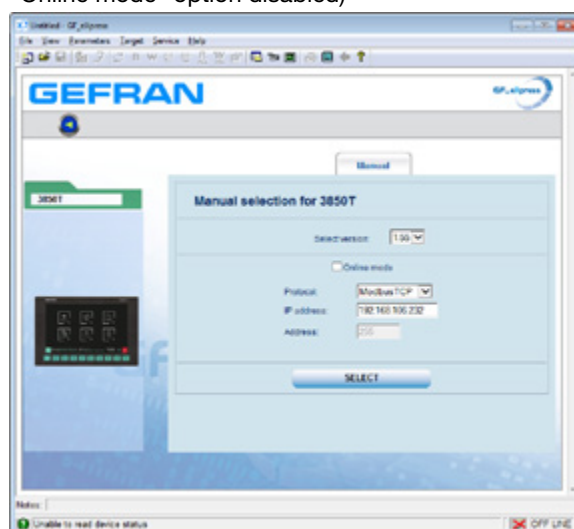 "Online mode" option disabled)
Untitled - GF_eXpress
File View Parameters Target Service Help
GEFRAN
GF_eXpress
Manual
3850T
Manual selection for 3850T
Select version:
Online mode
Protocol: ModbusTCP
IP address: 192.168.106.232
Address: 255
SELECT
Notes:
Unable to read device status
OFF LINE